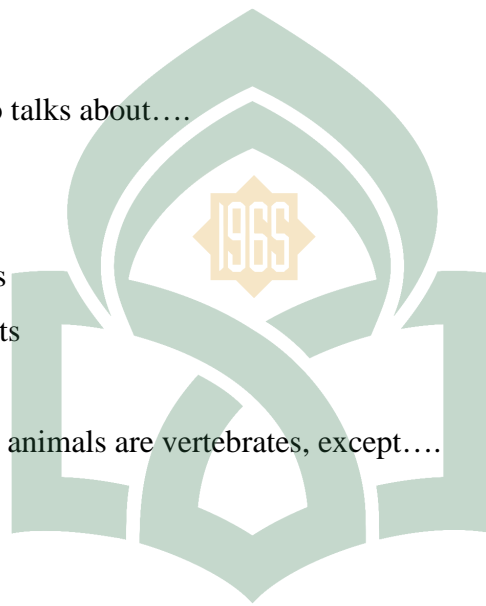 o talks about….
1965
s
ts
animals are vertebrates, except….